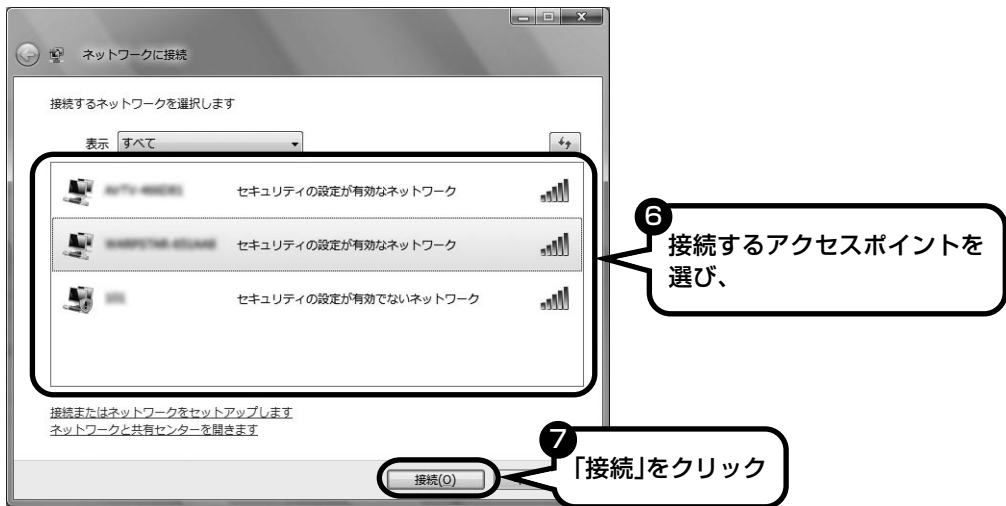 ネットワークに接続
接続するネットワークを選択します
表示 すべて
セキュリティの設定が有効なネットワーク
セキュリティの設定が有効なネットワーク
セキュリティの設定が有効でないネットワーク
❻
接続するアクセスポイントを
選び、
接続またはネットワークをセットアップします
ネットワークと共有センターを開きます
❼
「接続」をクリック
接続(O)